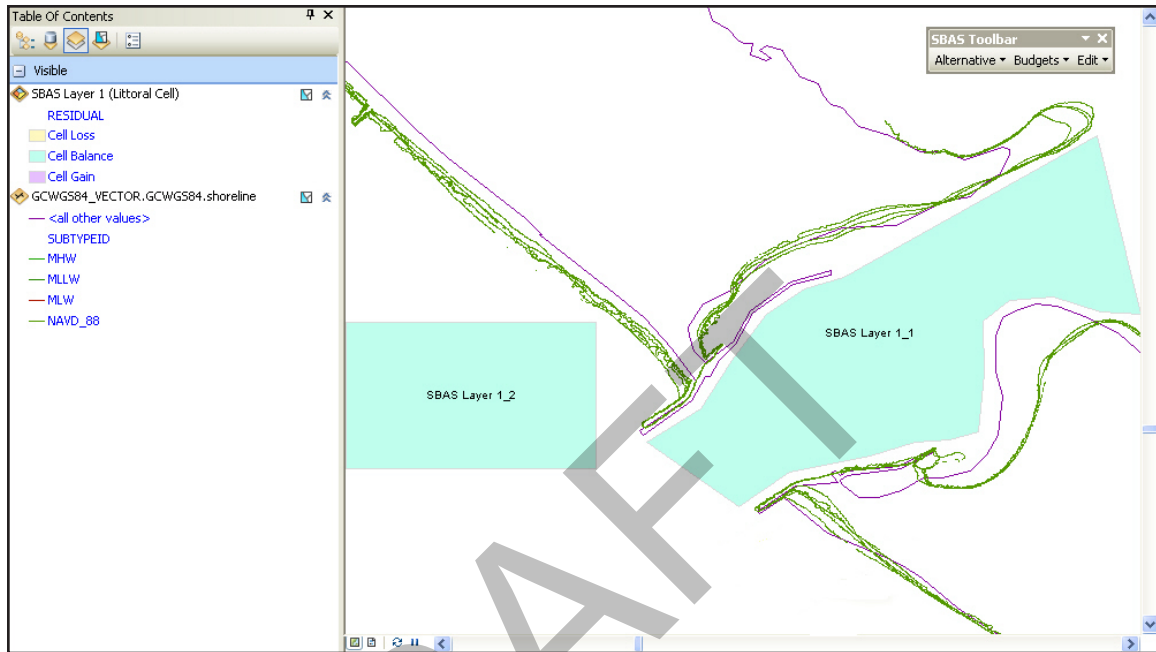 Table Of Contents
Visible
SBAS Layer 1 (Littoral Cell)
RESIDUAL
Cell Loss
Cell Balance
Cell Gain
GCWGS84_VECTOR.GCWGS84.shoreline
<all other values>
SUBTYPEID
MHW
MLLW
MLW
NAVD_88
SBAS Toolbar
Alternative Budgets Edit
SBAS Layer 1_1
SBAS Layer 1_2
AFT